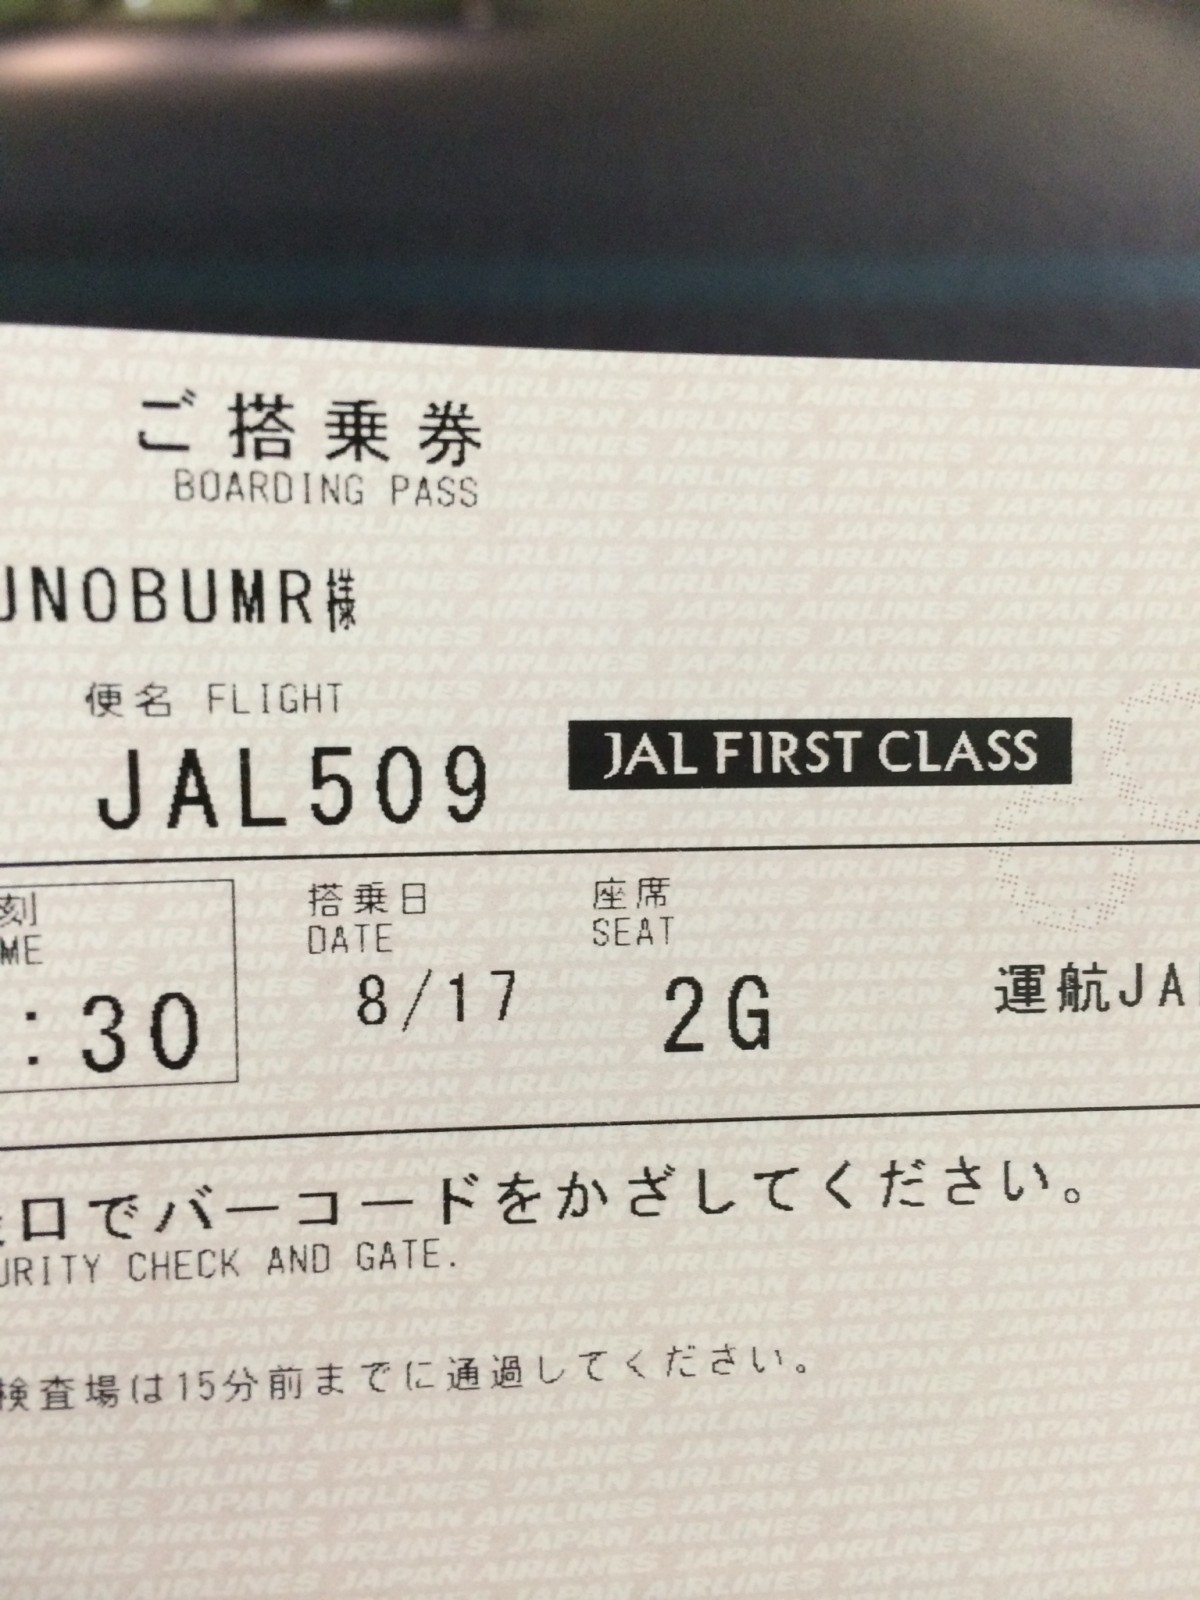 ご搭乗券
BOARDING PASS
UNOBUMR様
便名 FLIGHT
JAL509
JAL FIRST CLASS
刻
ME
:30
搭乗日
DATE
8/17
座席
SEAT
2G
運航JA
口でバーコードをかざしてください。
URITY CHECK AND GATE.
検査場は15分前までに通過してください。
JAPAN AIRLINES